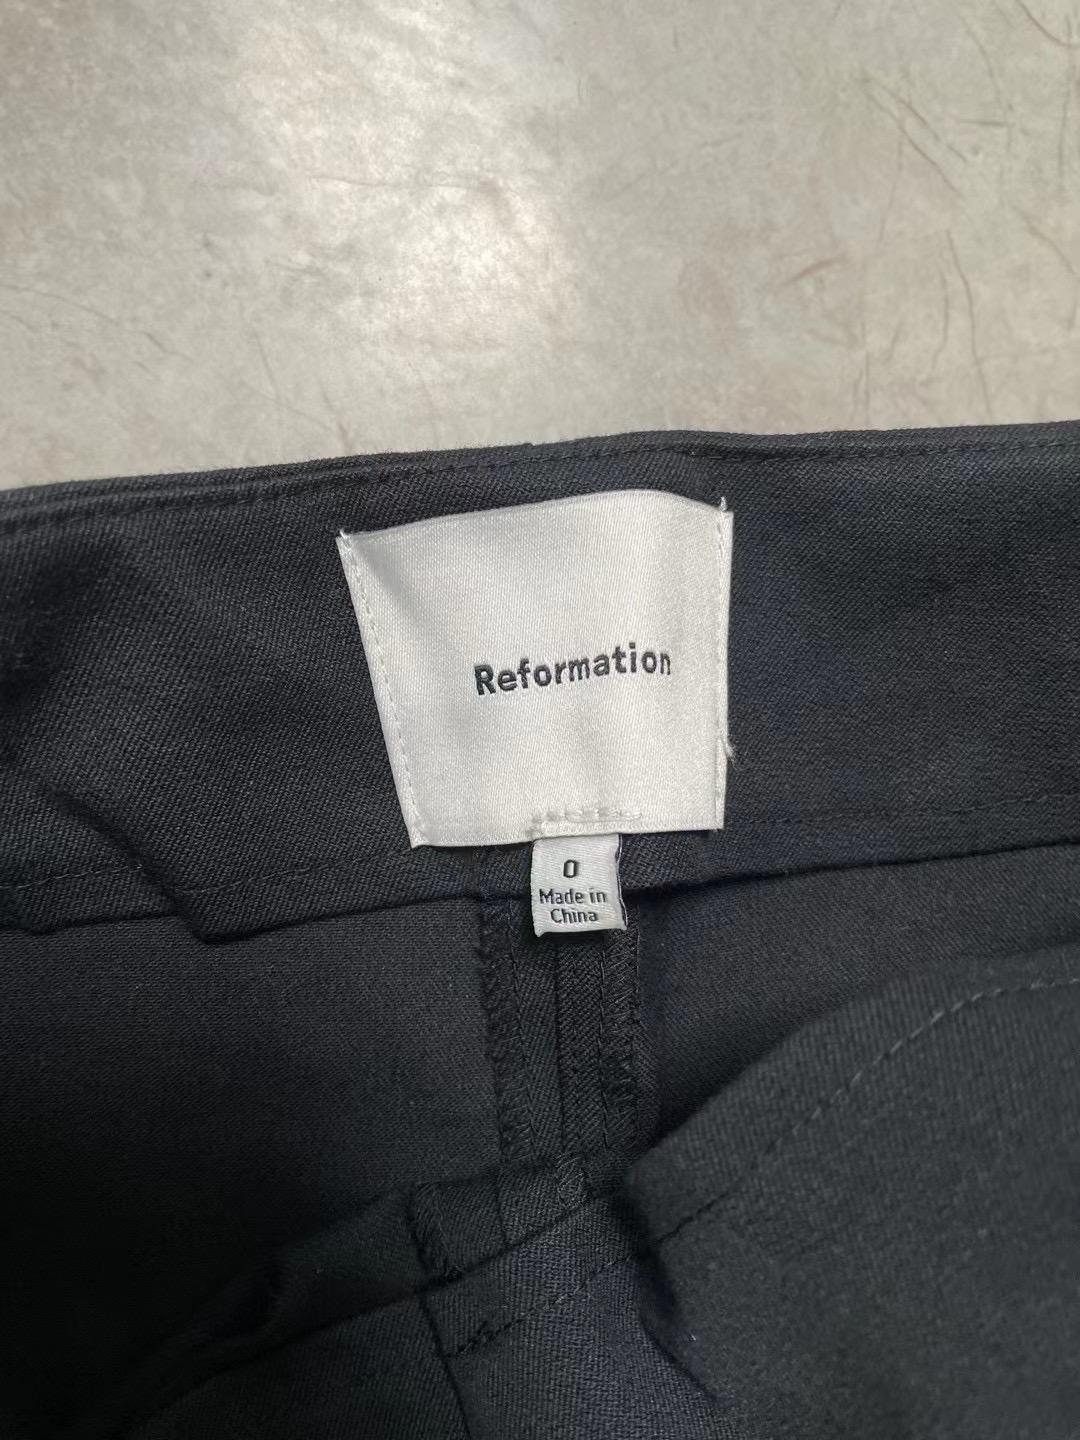 Reformation
0
Made in
China